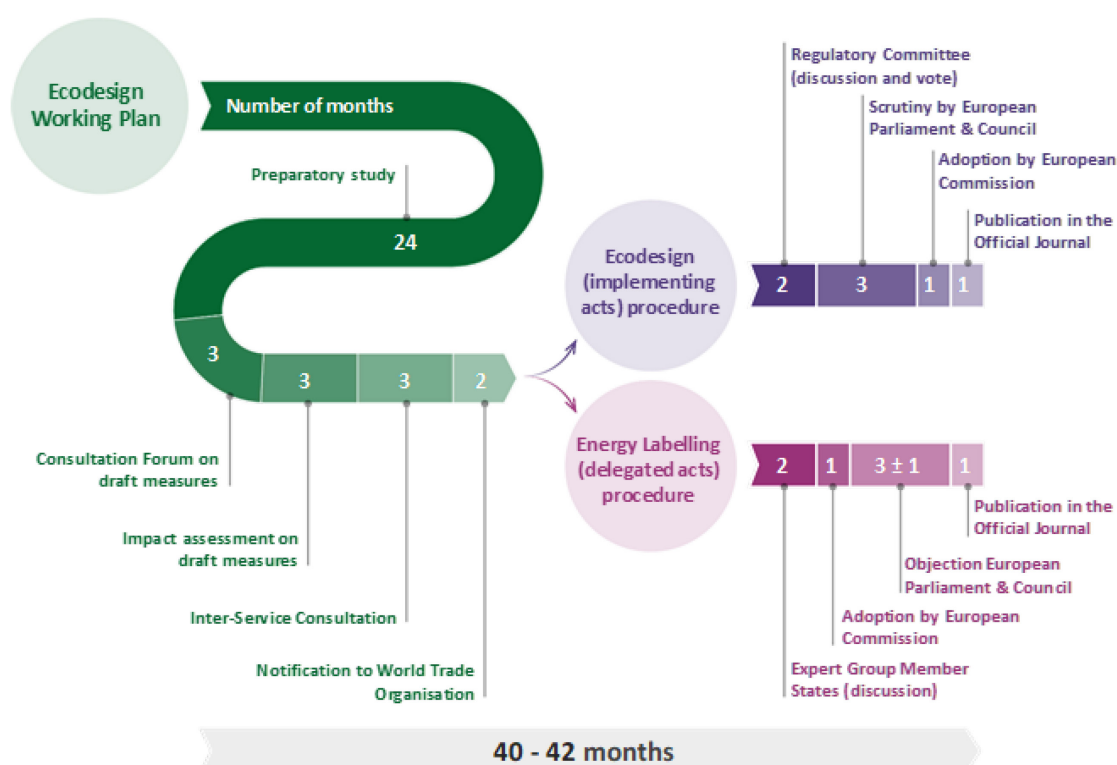 Ecodesign
Working Plan
Number of months
Preparatory study
24
3
3
3
2
Consultation Forum on
draft measures
Impact assessment on
draft measures
Inter-Service Consultation
Notification to World Trade
Organisation
Ecodesign
(implementing
acts) procedure
Regulatory Committee
(discussion and vote)
Scrutiny by European
Parliament & Council
Adoption by European
Commission
Publication in the
Official Journal
2
3
1
1
Energy Labelling
(delegated acts)
procedure
2
1
3 ± 1
1
Publication in the
Official Journal
Objection European
Parliament & Council
Adoption by European
Commission
Expert Group Member
States (discussion)
40 - 42 months